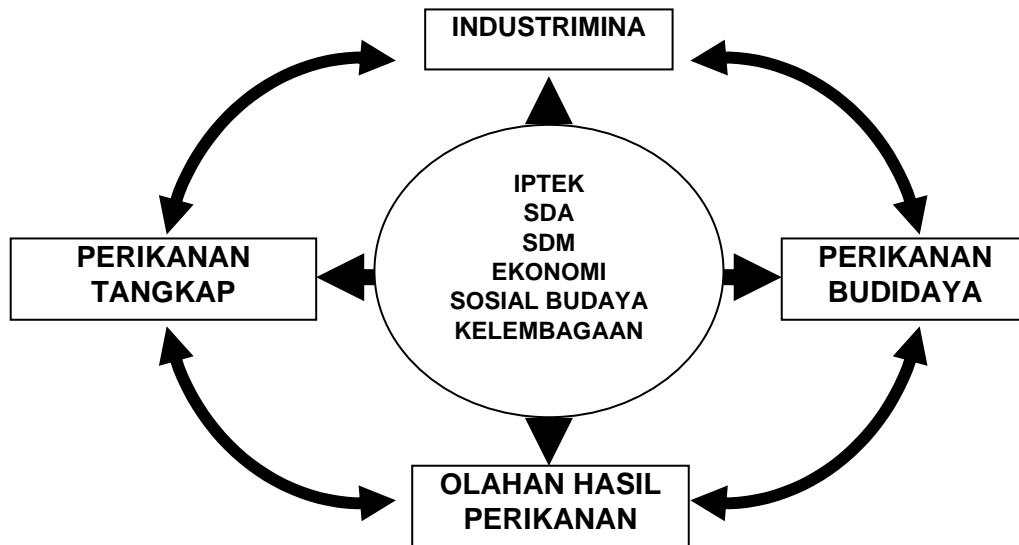 INDUSTRIMINA
IPTEK
SDA
SDM
EKONOMI
SOSIAL BUDAYA
KELEMBAGAAN
PERIKANAN
TANGKAP
PERIKANAN
BUDIDAYA
OLAHAN HASIL
PERIKANAN